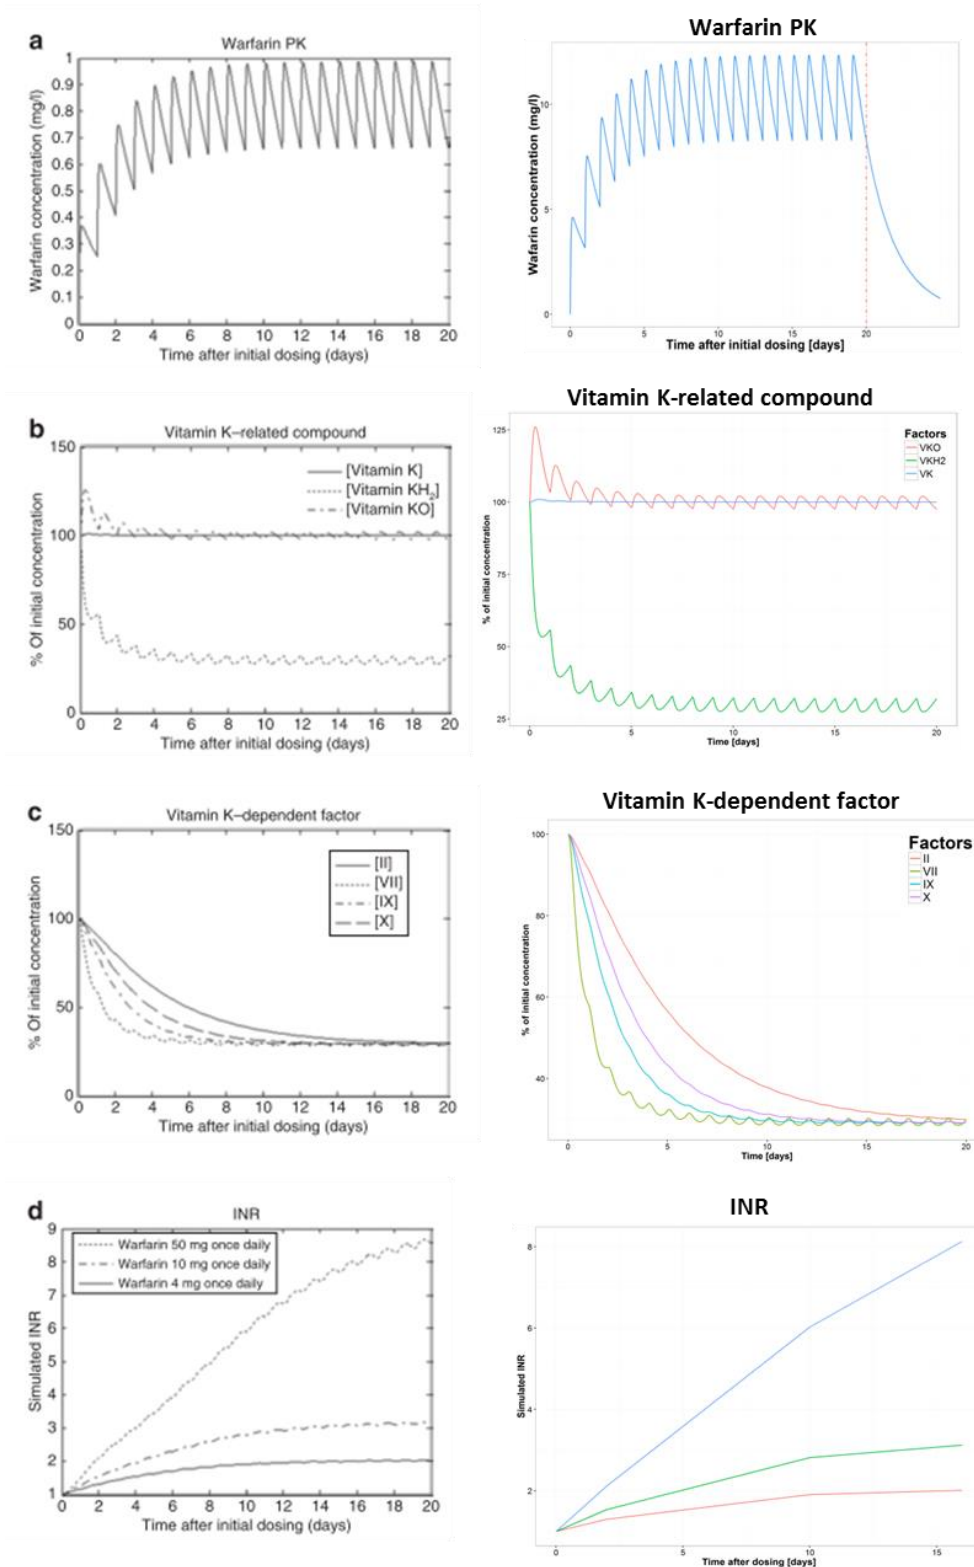 a
Warfarin PK
1
0.9
0.8
0.7
0.6
0.5
0.4
0.3
0.2
0.1
0
Warfarin concentration (mg/l)
0 2 4 6 8 10 12 14 16 18 20
Time after initial dosing (days)
Warfarin PK
10
5
0
Wafarin concentration (mg/l)
0 5 10 15 20
Time after initial dosing [days]
b
Vitamin K–related compound
150
100
50
0
% Of initial concentration
[Vitamin K]
[Vitamin KH2]
[Vitamin KO]
0 2 4 6 8 10 12 14 16 18 20
Time after initial dosing (days)
Vitamin K-related compound
125
100
75
50
25
% of initial concentration
Factors
VKO
VKH2
VK
0 5 10 15 20
Time [days]
c
Vitamin K–dependent factor
150
100
50
0
% Of initial concentration
[II]
[VII]
[IX]
[X]
0 2 4 6 8 10 12 14 16 18 20
Time after initial dosing (days)
Vitamin K-dependent factor
100
80
60
40
% of initial concentration
Factors
II
VII
IX
X
0 5 10 15 20
Time [days]
d
INR
9
8
7
6
5
4
3
2
1
Simulated INR
Warfarin 50 mg once daily
Warfarin 10 mg once daily
Warfarin 4 mg once daily
0 2 4 6 8 10 12 14 16 18 20
Time after initial dosing (days)
INR
8
6
4
2
Simulated INR
0 5 10 15
Time after dosing [days]